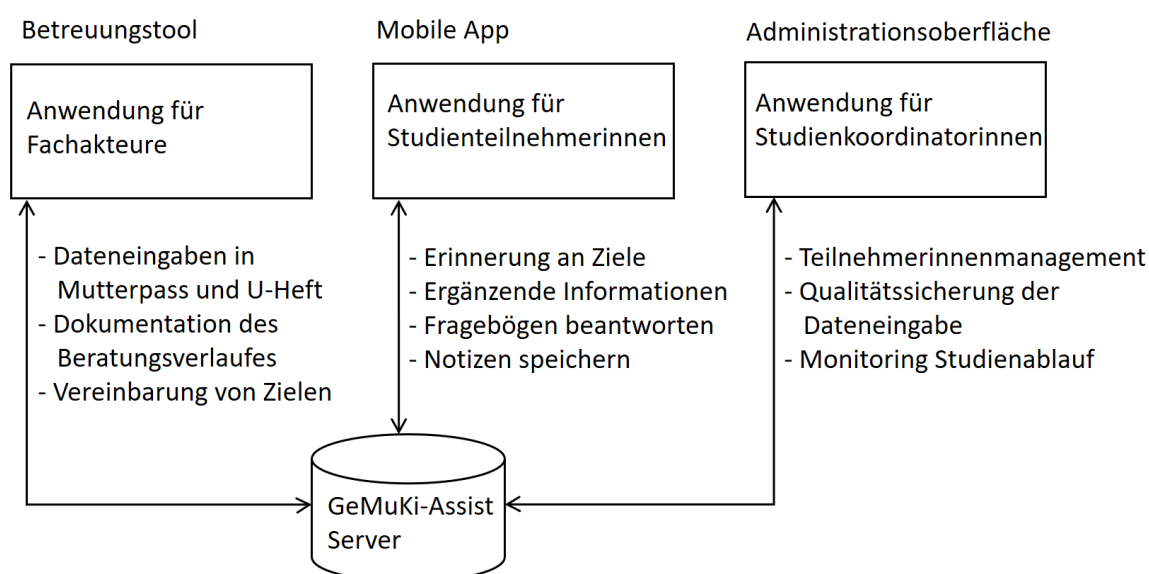 Betreuungstool
Anwendung für
Fachakteure
- Dateneingaben in
Mutterpass und U-Heft
- Dokumentation des
Beratungsverlaufes
- Vereinbarung von Zielen
Mobile App
Anwendung für
Studienteilnehmerinnen
- Erinnerung an Ziele
- Ergänzende Informationen
- Fragebögen beantworten
- Notizen speichern
Administrationsoberfläche
Anwendung für
Studienkoordinatorinnen
- Teilnehmerinnenmanagement
- Qualitätssicherung der
Dateneingabe
- Monitoring Studienablauf
GeMuKi-Assist
Server